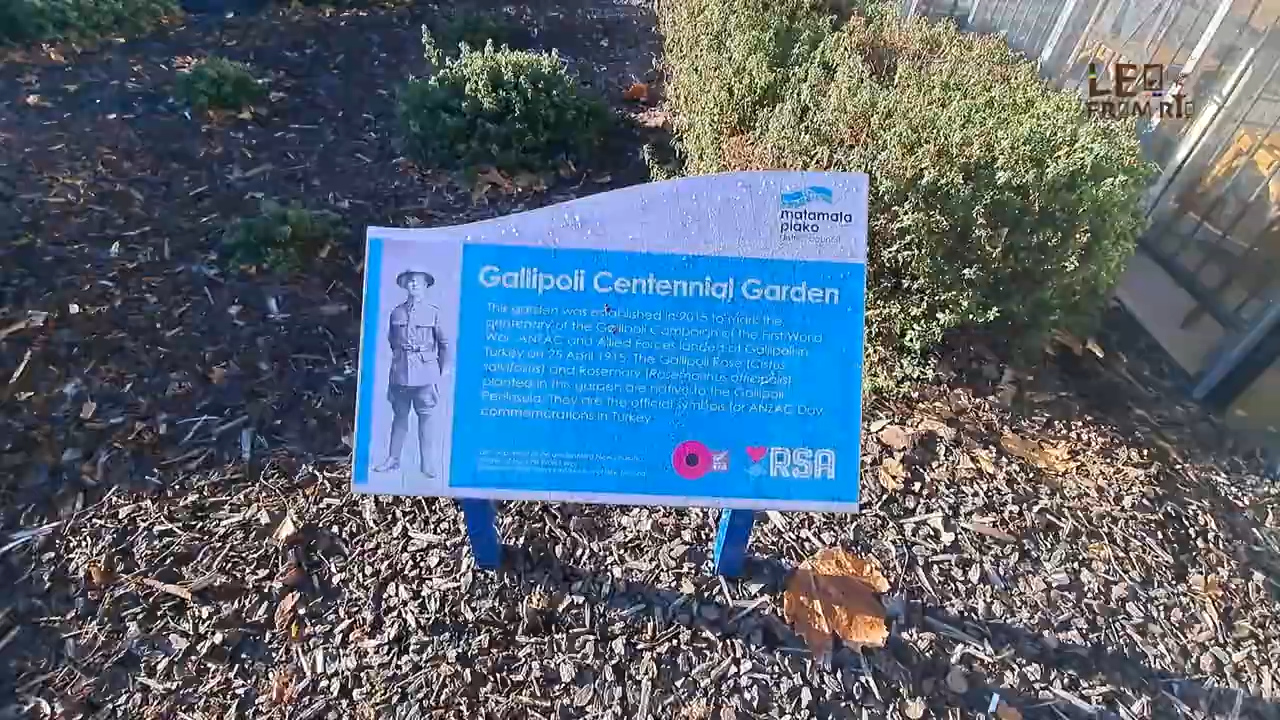 LEO
FROM RIO
matamata
piako
district council
Gallipoli Centennial Garden
This garden was established in 2015 to mark the
centenary of the Gallipoli Campaign of the First World
War. ANZAC and Allied Forces landed at Gallipoli in
Turkey on 25 April 1915. The Gallipoli Rose (Cistus
salvifolius) and Rosemary (Rosemarinus officinalis)
planted in this garden are native to the Gallipoli
Peninsula. They are the official symbols for ANZAC Day
commemorations in Turkey
RSA